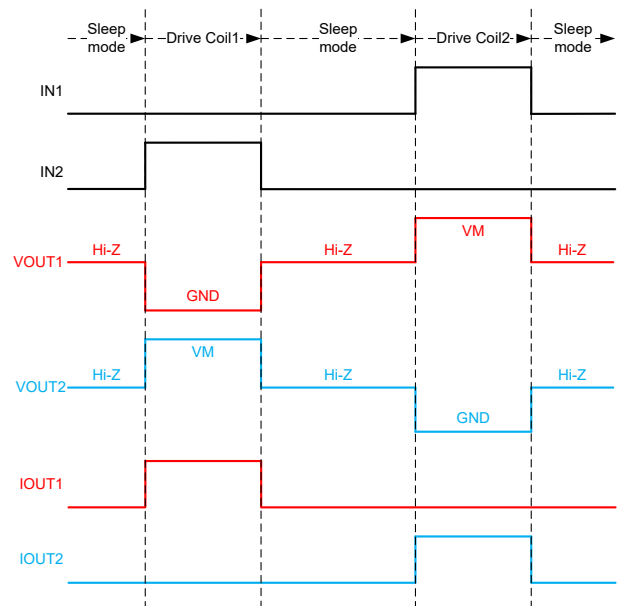 Sleep
mode
Drive Coil1
Sleep
mode
Drive Coil2
Sleep
mode
IN1
IN2
VOUT1
Hi-Z
GND
Hi-Z
VM
Hi-Z
VOUT2
Hi-Z
VM
Hi-Z
GND
Hi-Z
IOUT1
IOUT2